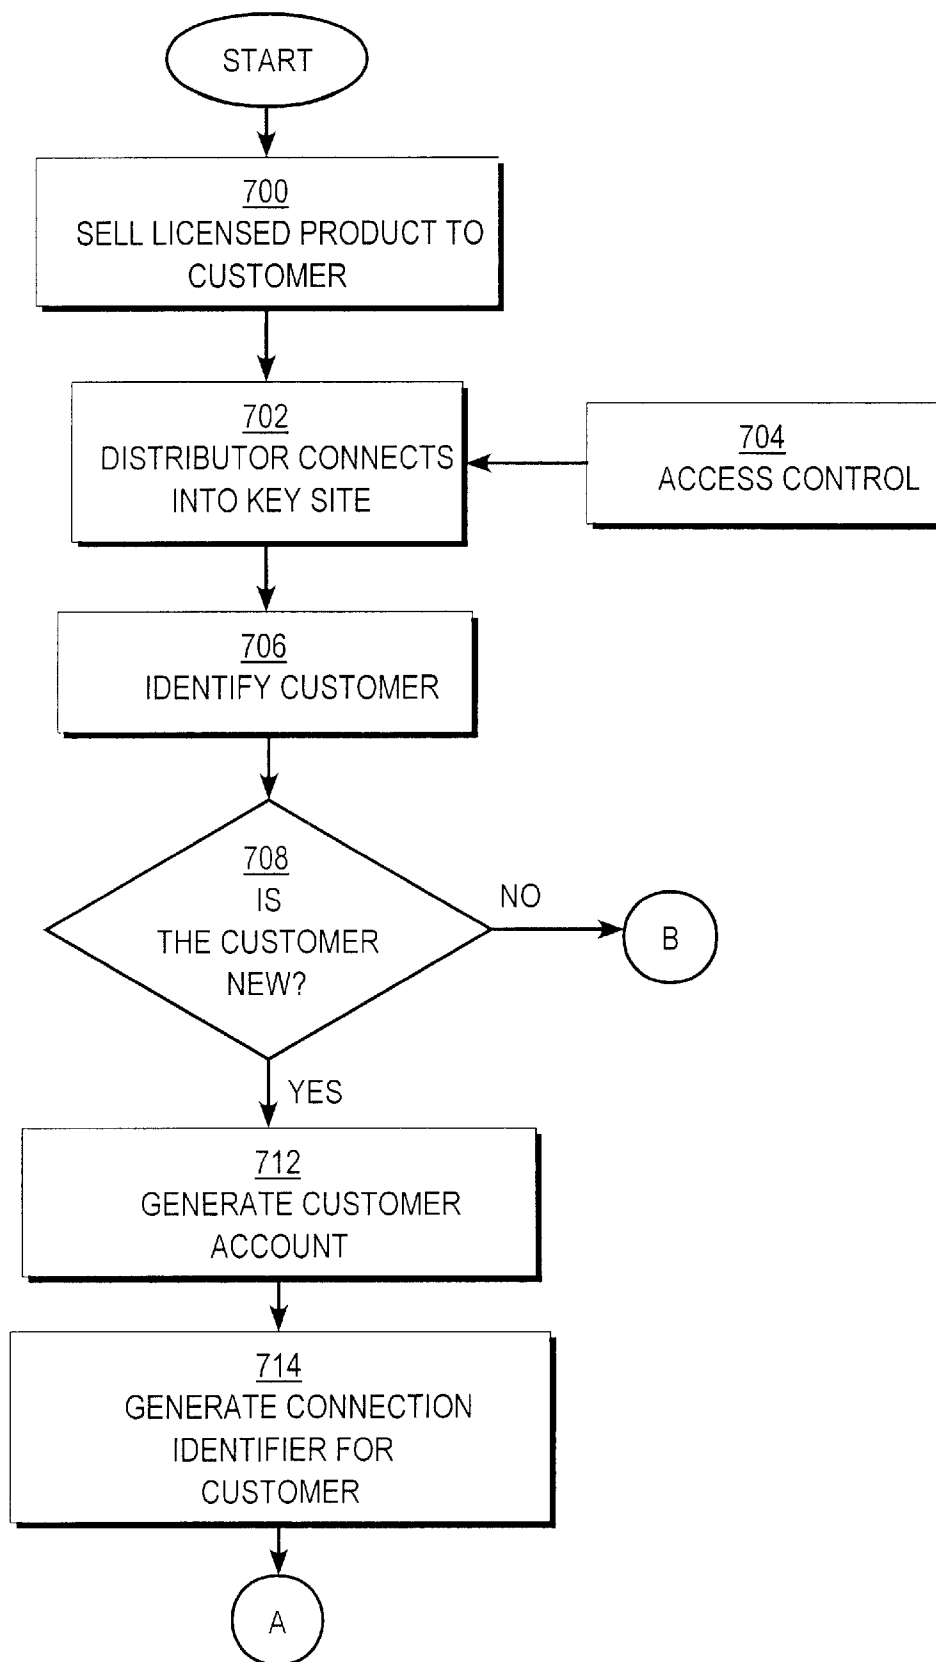 START
700
SELL LICENSED PRODUCT TO
CUSTOMER
702
DISTRIBUTOR CONNECTS
INTO KEY SITE
704
ACCESS CONTROL
706
IDENTIFY CUSTOMER
708
IS
THE CUSTOMER
NEW?
NO
B
YES
712
GENERATE CUSTOMER
ACCOUNT
714
GENERATE CONNECTION
IDENTIFIER FOR
CUSTOMER
A